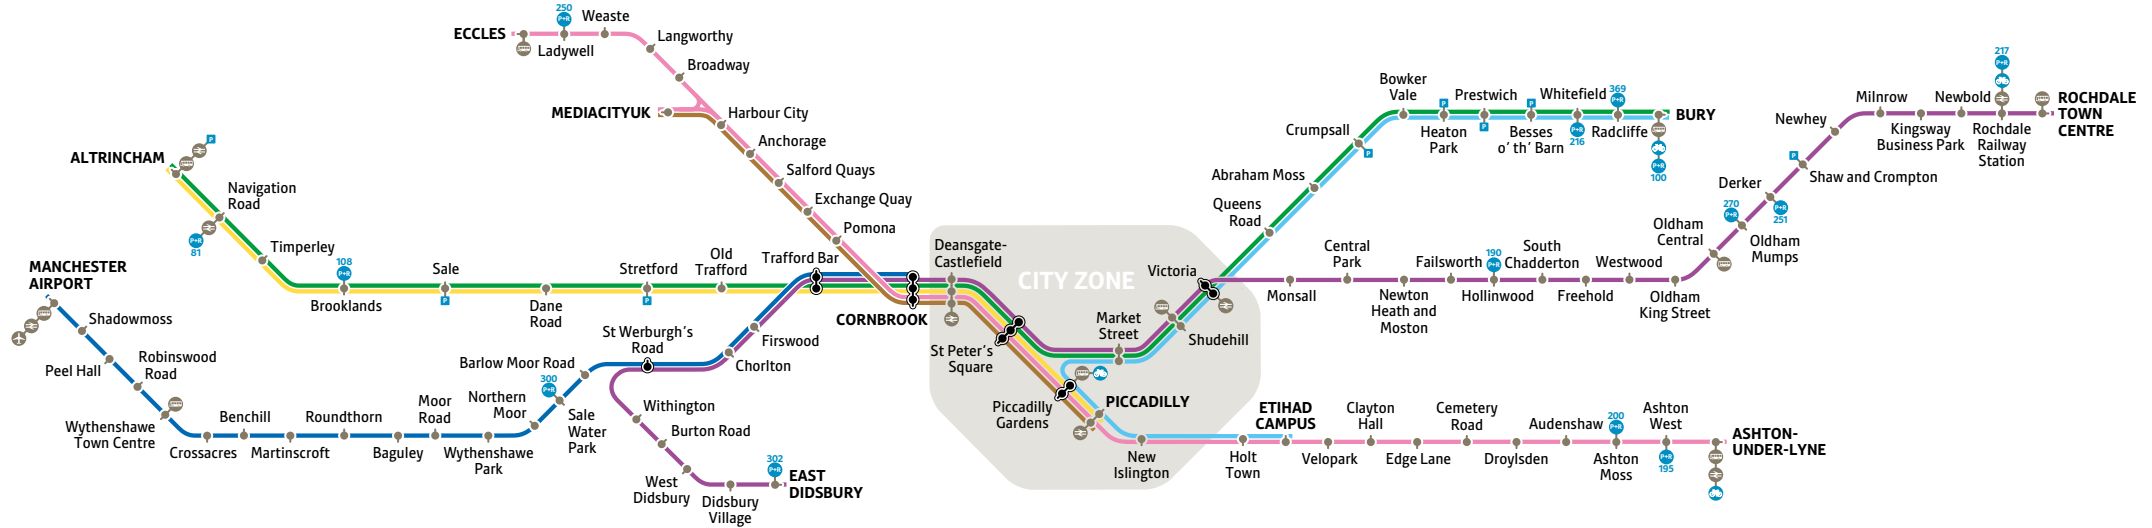 250
Weaste
ECCLES
Ladywell
Langworthy
Broadway
MEDIACITYUK
Harbour City
Anchorage
Salford Quays
Exchange Quay
Pomona
P
ALTRINCHAM
Navigation
Road
P+R
81
Timperley
108
P+R
Brooklands
Sale
P
Dane
Road
Stretford
P
Old
Trafford
Trafford Bar
CORNBROOK
MANCHESTER
AIRPORT
Shadowmoss
Peel Hall
Robinswood
Road
Wythenshawe
Town Centre
Crossacres
Benchill
Martinscroft
Roundthorn
Baguley
Moor
Road
Wythenshawe
Park
Northern
Moor
300
P+R
Sale
Water
Park
Barlow Moor Road
St Werburgh's
Road
Firswood
Chorlton
Withington
Burton Road
West
Didsbury
Didsbury
Village
302
P+R
EAST
DIDSBURY
CITY ZONE
Deansgate-
Castlefield
St Peter's
Square
Piccadilly
Gardens
PICCADILLY
Market
Street
Shudehill
Victoria
Queens
Road
Abraham Moss
Crumpsall
P
Bowker
Vale
P
Heaton
Park
Prestwich
P
P
Besses
o' th' Barn
Whitefield
P+R
216
369
P+R
Radcliffe
BURY
P+R
100
Monsall
Central
Park
Newton
Heath and
Moston
Failsworth
190
P+R
Hollinwood
South
Chadderton
Freehold
Westwood
Oldham
King Street
Oldham
Central
270
P+R
Oldham
Mumps
Derker
P+R
251
P
Shaw and Crompton
Newhey
Milnrow
Kingsway
Business Park
Newbold
217
P+R
Rochdale
Railway
Station
ROCHDALE
TOWN
CENTRE
New
Islington
Holt
Town
ETIHAD
CAMPUS
Velopark
Clayton
Hall
Edge Lane
Cemetery
Road
Droylsden
Audenshaw
200
P+R
Ashton
Moss
Ashton
West
P+R
195
ASHTON-
UNDER-LYNE
P+R